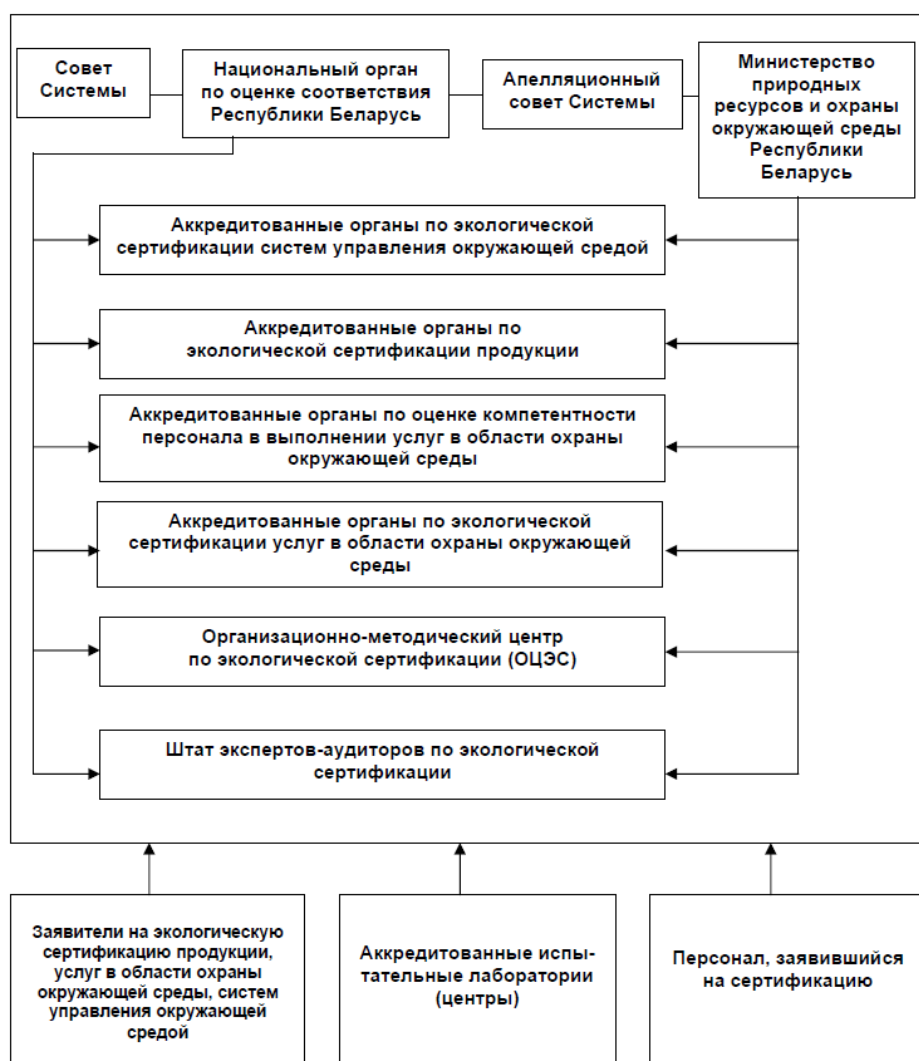 Совет
Системы
Национальный орган
по оценке соответствия
Республики Беларусь
Апелляционный
совет Системы
Министерство
природных
ресурсов и охраны
окружающей среды
Республики
Беларусь
Аккредитованные органы по экологической
сертификации систем управления окружающей средой
Аккредитованные органы по
экологической сертификации продукции
Аккредитованные органы по оценке компетентности
персонала в выполнении услуг в области охраны
окружающей среды
Аккредитованные органы по экологической
сертификации услуг в области охраны окружающей
среды
Организационно-методический центр
по экологической сертификации (ОЦЭС)
Штат экспертов-аудиторов по экологической
сертификации
Заявители на экологическую
сертификацию продукции,
услуг в области охраны
окружающей среды, систем
управления окружающей
средой
Аккредитованные испы-
тательные лаборатории
(центры)
Персонал, заявившийся
на сертификацию